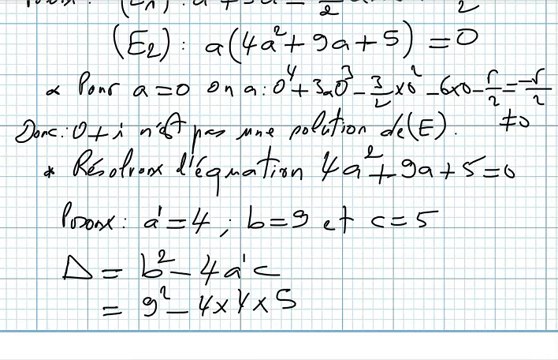 (E₂) : a(4a² + 9a + 5) = 0
* Pour a = 0 on a : 0⁴ + 3×0³ - 3/2 × 0² - 6×0 - 5/2 = -5/2 ≠ 0
Donc : 0 + i n'est pas une solution de (E).
* Résolvons l'équation 4a² + 9a + 5 = 0
Posons : a' = 4 ; b = 9 et c = 5
Δ = b² - 4a'c
= 9² - 4×4×5